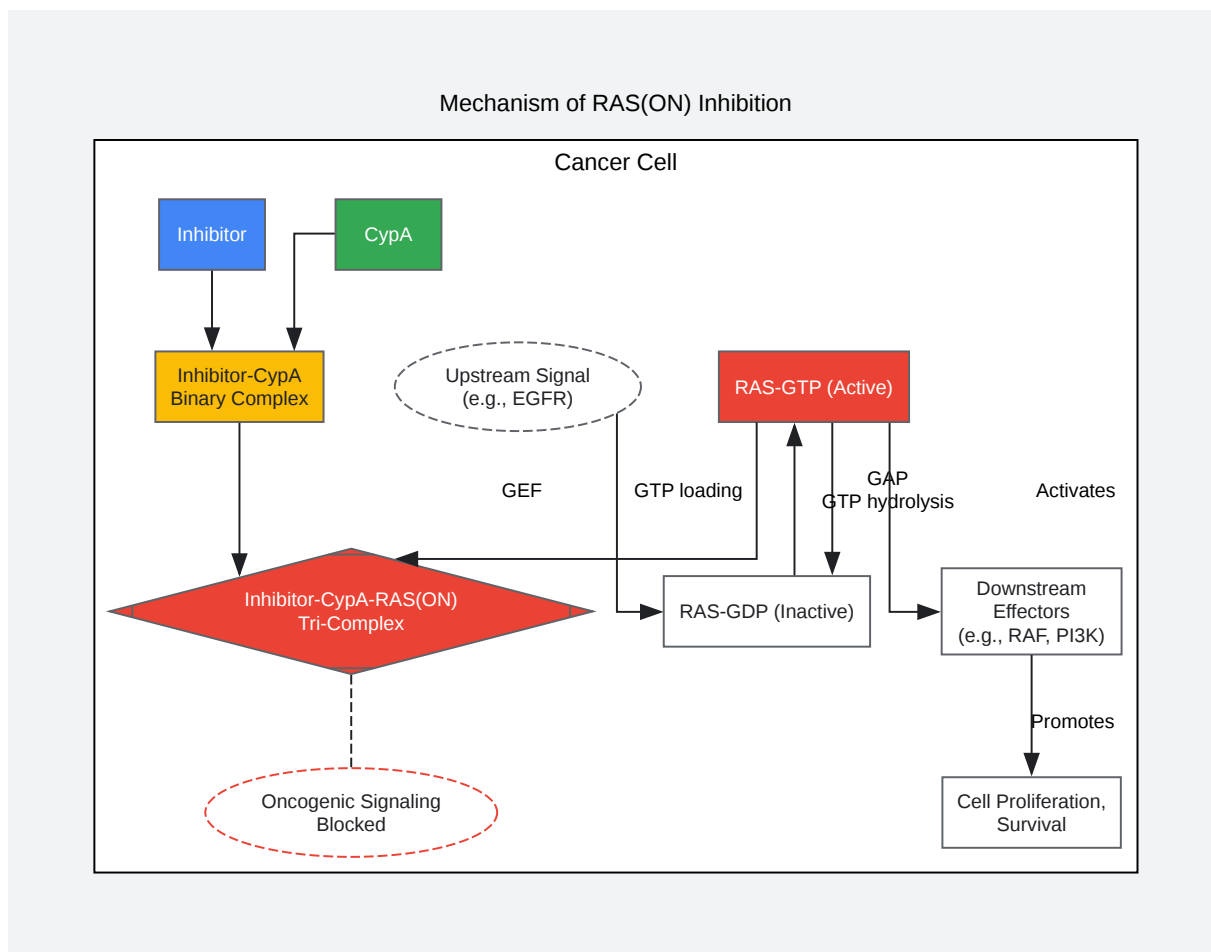 Mechanism of RAS(ON) Inhibition
Cancer Cell
Inhibitor
CypA
Inhibitor-CypA
Binary Complex
Upstream Signal
(e.g., EGFR)
RAS-GTP (Active)
GEF
GTP loading
GAP
GTP hydrolysis
Activates
Inhibitor-CypA-RAS(ON)
Tri-Complex
RAS-GDP (Inactive)
Downstream
Effectors
(e.g., RAF, PI3K)
Promotes
Oncogenic Signaling
Blocked
Cell Proliferation,
Survival